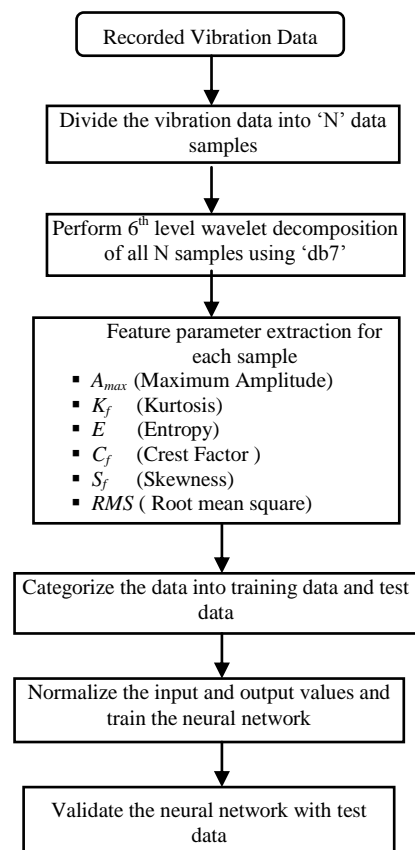 Recorded Vibration Data
Divide the vibration data into ‘N’ data
samples
Perform 6th level wavelet decomposition
of all N samples using ‘db7’
Feature parameter extraction for
each sample
▪ Amax (Maximum Amplitude)
▪ Kf (Kurtosis)
▪ E (Entropy)
▪ Cf (Crest Factor )
▪ Sf (Skewness)
▪ RMS ( Root mean square)
Categorize the data into training data and test
data
Normalize the input and output values and
train the neural network
Validate the neural network with test
data